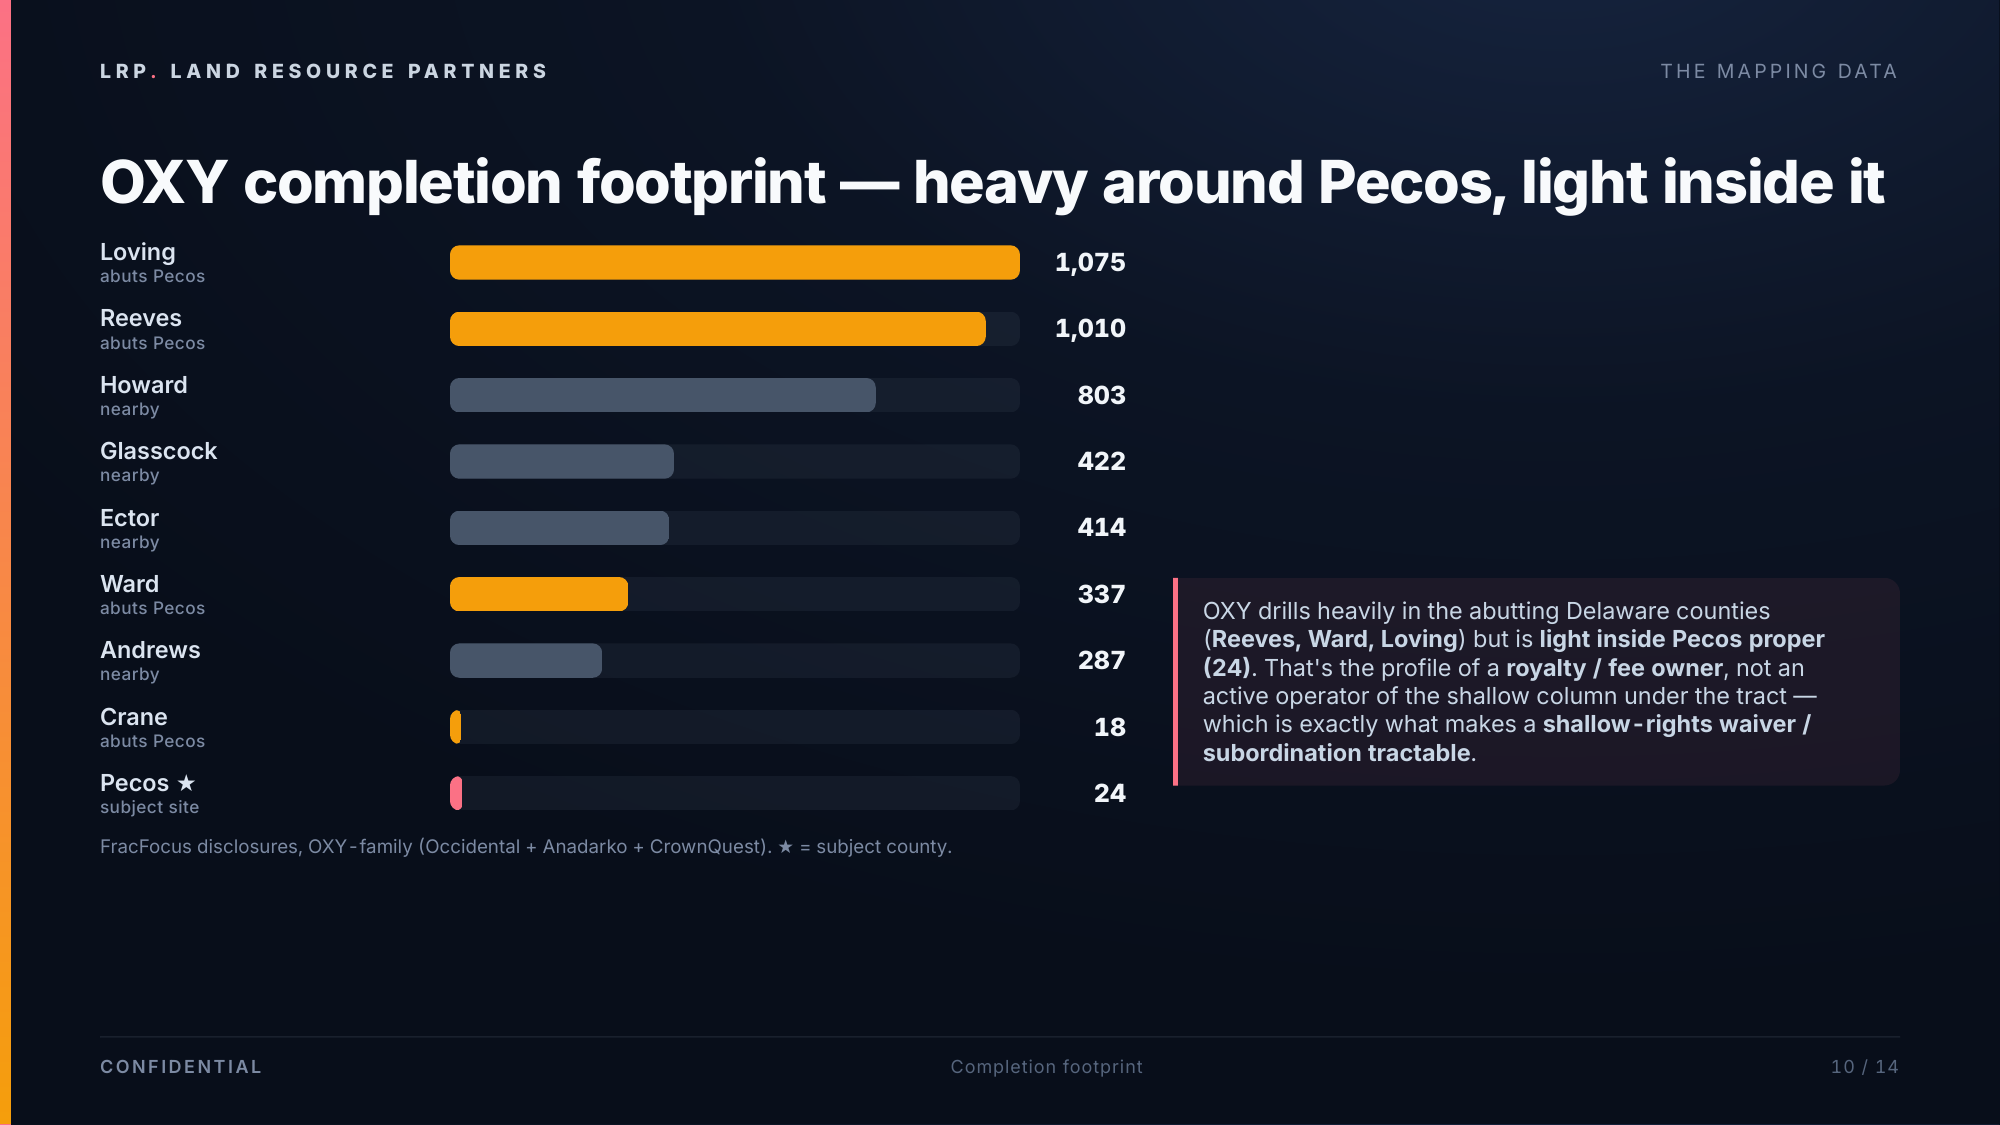 LRP. LAND RESOURCE PARTNERS
THE MAPPING DATA
OXY completion footprint — heavy around Pecos, light inside it
Loving
abuts Pecos
1,075
Reeves
abuts Pecos
1,010
Howard
nearby
803
Glasscock
nearby
422
Ector
nearby
414
Ward
abuts Pecos
337
Andrews
nearby
287
Crane
abuts Pecos
18
Pecos ★
subject site
24
OXY drills heavily in the abutting Delaware counties
(Reeves, Ward, Loving) but is light inside Pecos proper
(24). That's the profile of a royalty / fee owner, not an
active operator of the shallow column under the tract —
which is exactly what makes a shallow-rights waiver /
subordination tractable.
FracFocus disclosures, OXY-family (Occidental + Anadarko + CrownQuest). ★ = subject county.
CONFIDENTIAL
Completion footprint
10 / 14